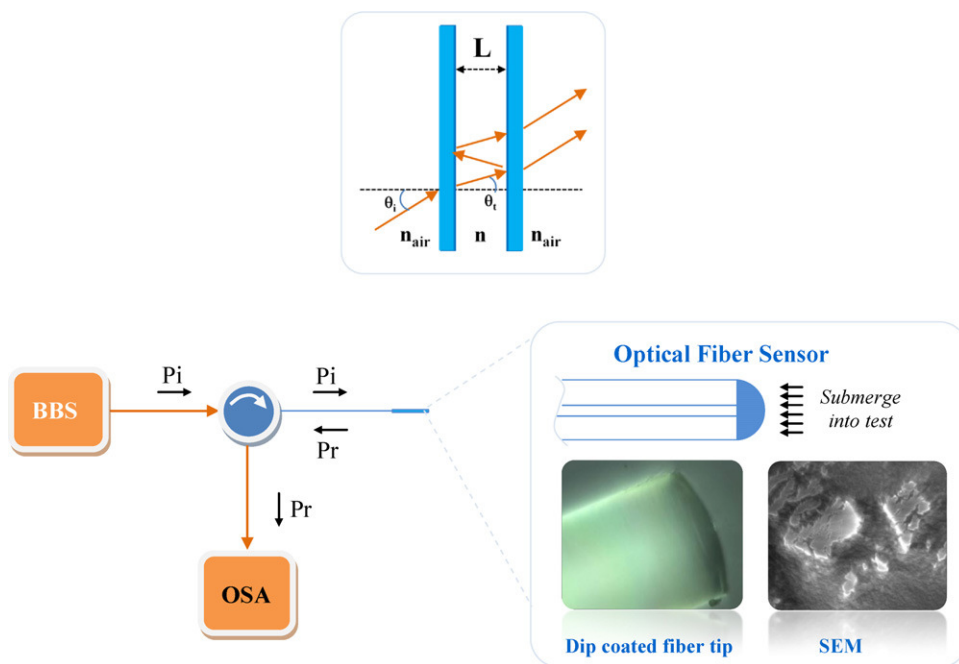 L
θi
θt
nair
n
nair
Optical Fiber Sensor
Submerge
into test
BBS
Pi
Pi
Pr
Pr
OSA
Dip coated fiber tip
SEM